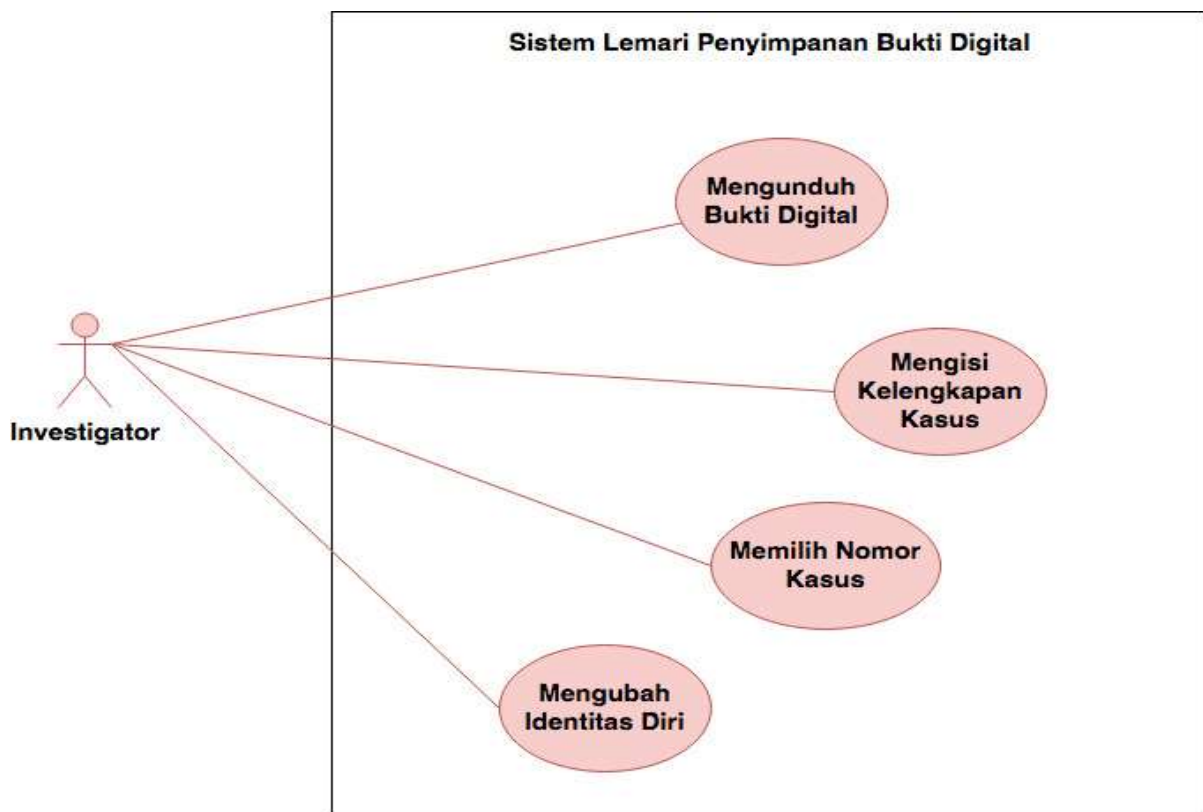 Sistem Lemari Penyimpanan Bukti Digital
Mengunduh
Bukti Digital
Mengisi
Kelengkapan
Kasus
Investigator
Memilih Nomor
Kasus
Mengubah
Identitas Diri